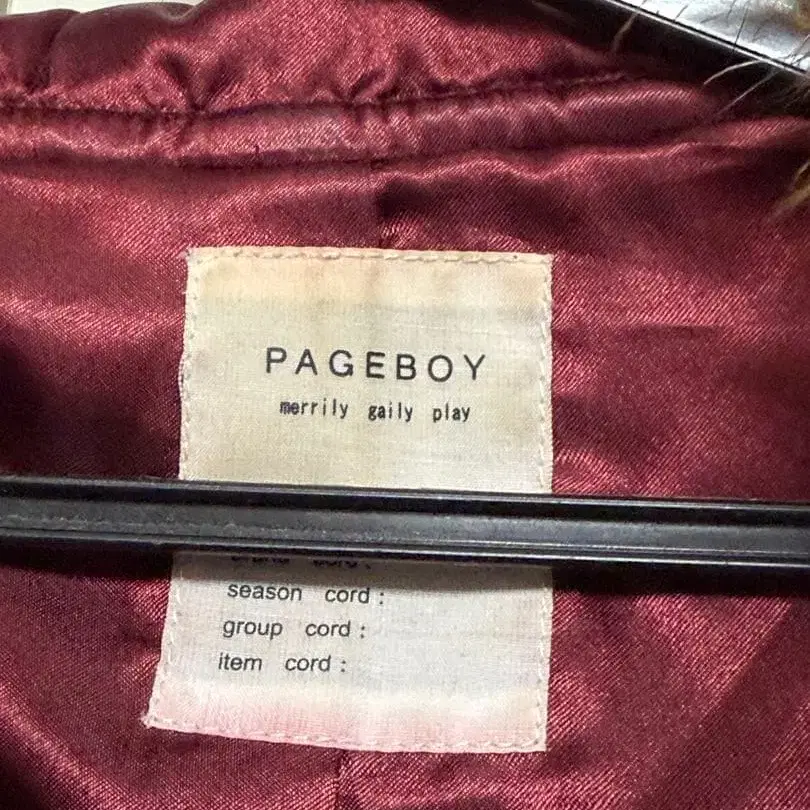 PAGEBOY
merrily gaily play
season cord :
group cord :
item cord :